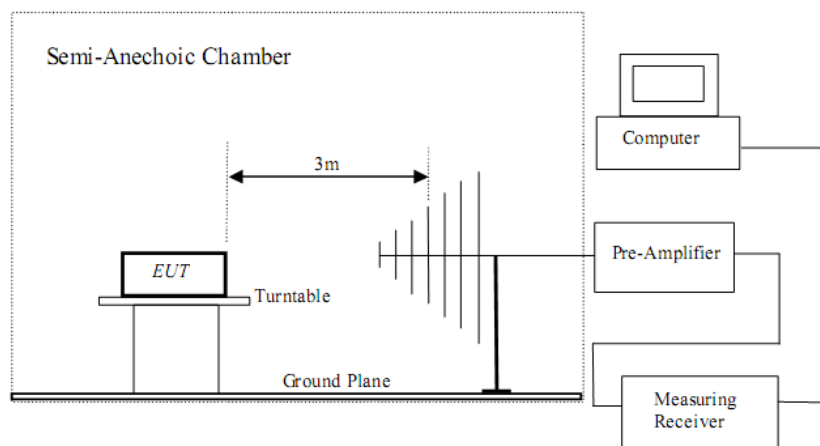 Semi-Anechoic Chamber
3m
EUT
Turntable
Ground Plane
Computer
Pre-Amplifier
Measuring
Receiver